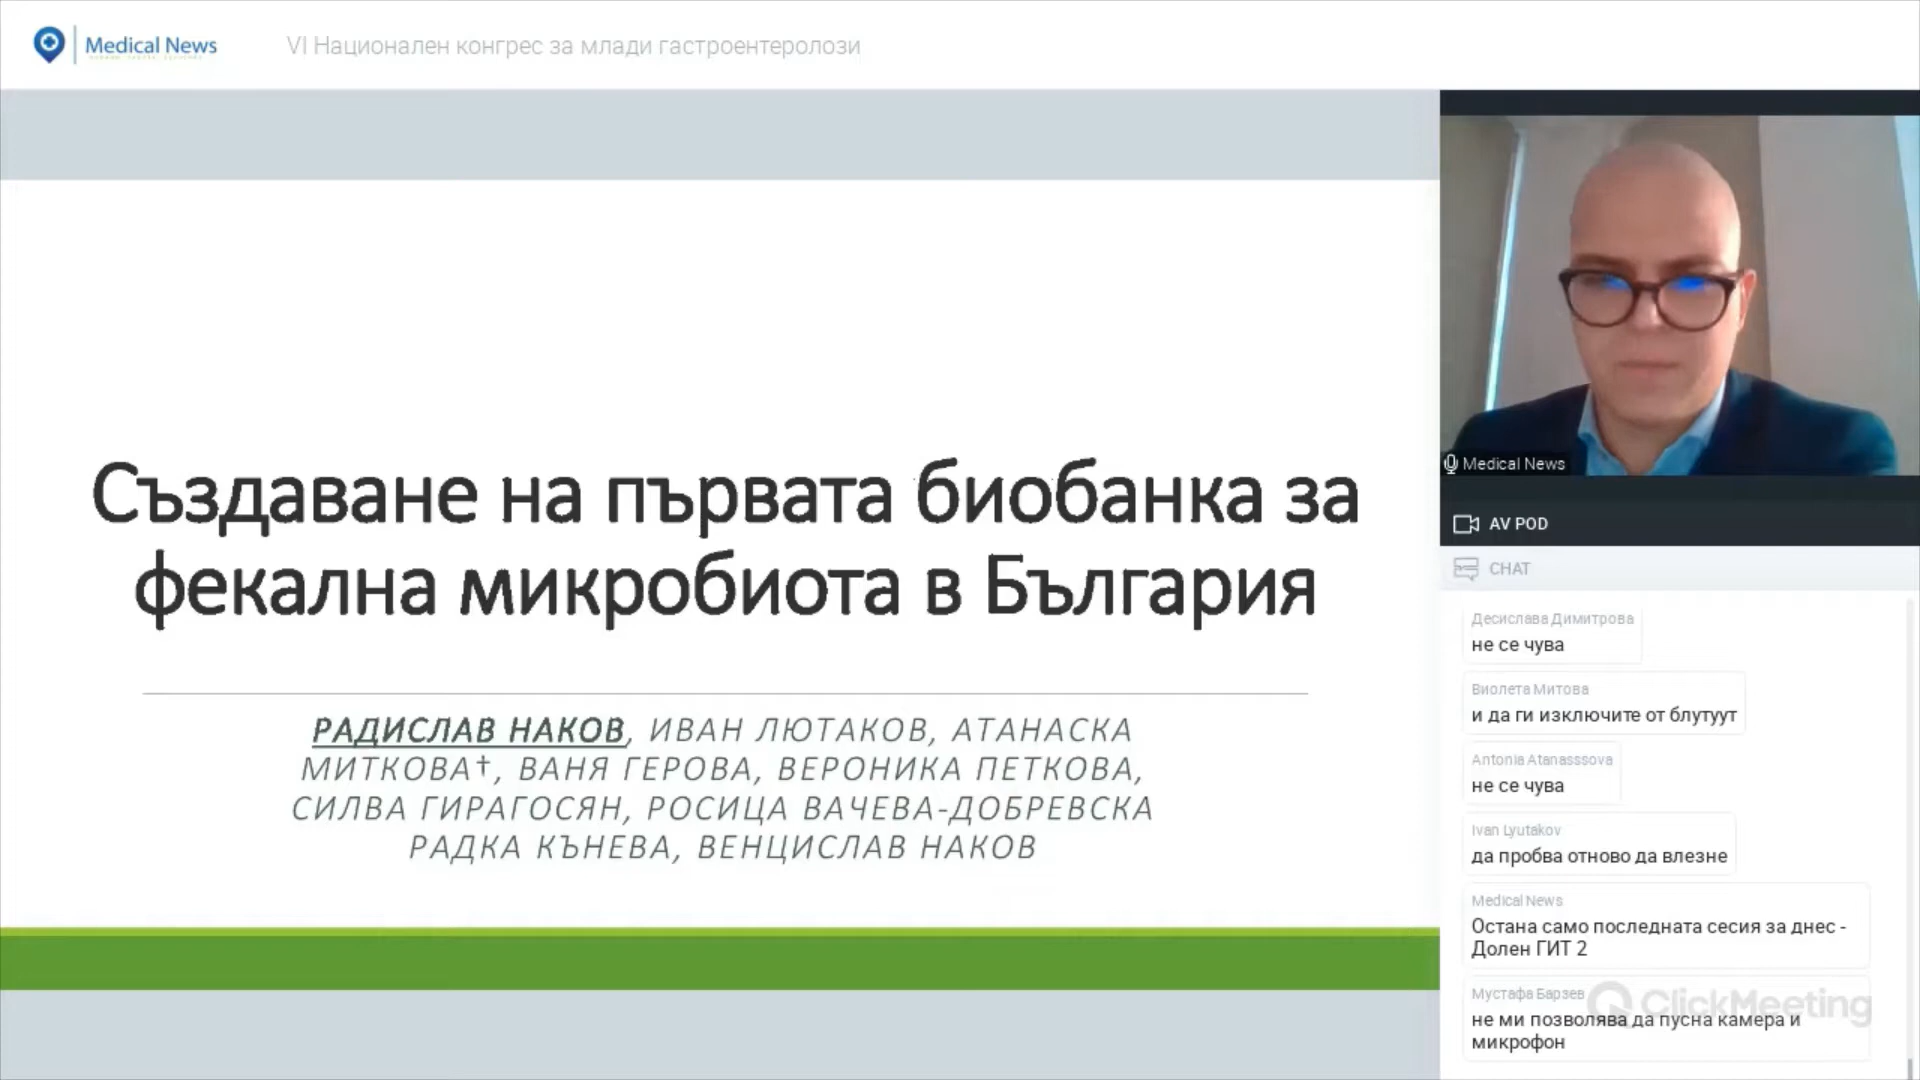 Medical News
VI Национален конгрес за млади гастроентеролози
Създаване на първата биобанка за
фекална микробиота в България
РАДИСЛАВ НАКОВ, ИВАН ЛЮТАКОВ, АТАНАСКА
МИТКОВА†, ВАНЯ ГЕРОВА, ВЕРОНИКА ПЕТКОВА,
СИЛВА ГИРАГОСЯН, РОСИЦА ВАЧЕВА-ДОБРЕВСКА
РАДКА КЪНЕВА, ВЕНЦИСЛАВ НАКОВ
Medical News
AV POD
CHAT
Десислава Димитрова
не се чува
Виолета Митова
и да ги изключите от блутуут
Antonia Atanasssova
не се чува
Ivan Lyutakov
да пробва отново да влезне
Medical News
Остана само последната сесия за днес -
Долен ГИТ 2
Мустафа Барзев
ClickMeeting
не ми позволява да пусна камера и
микрофон